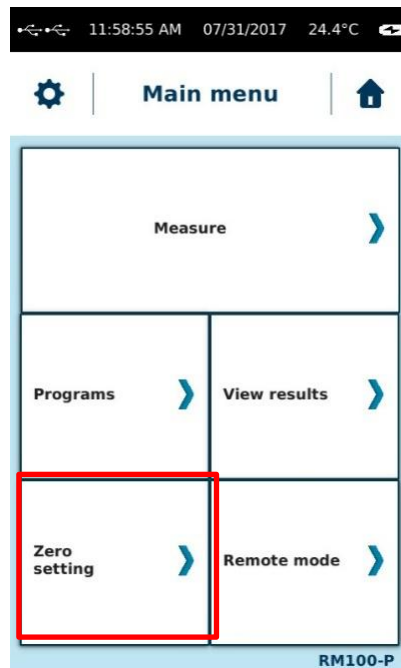 11:58:55 AM 07/31/2017 24.4°C
Main menu
Measure
Programs
View results
Zero
setting
Remote mode
RM100-P